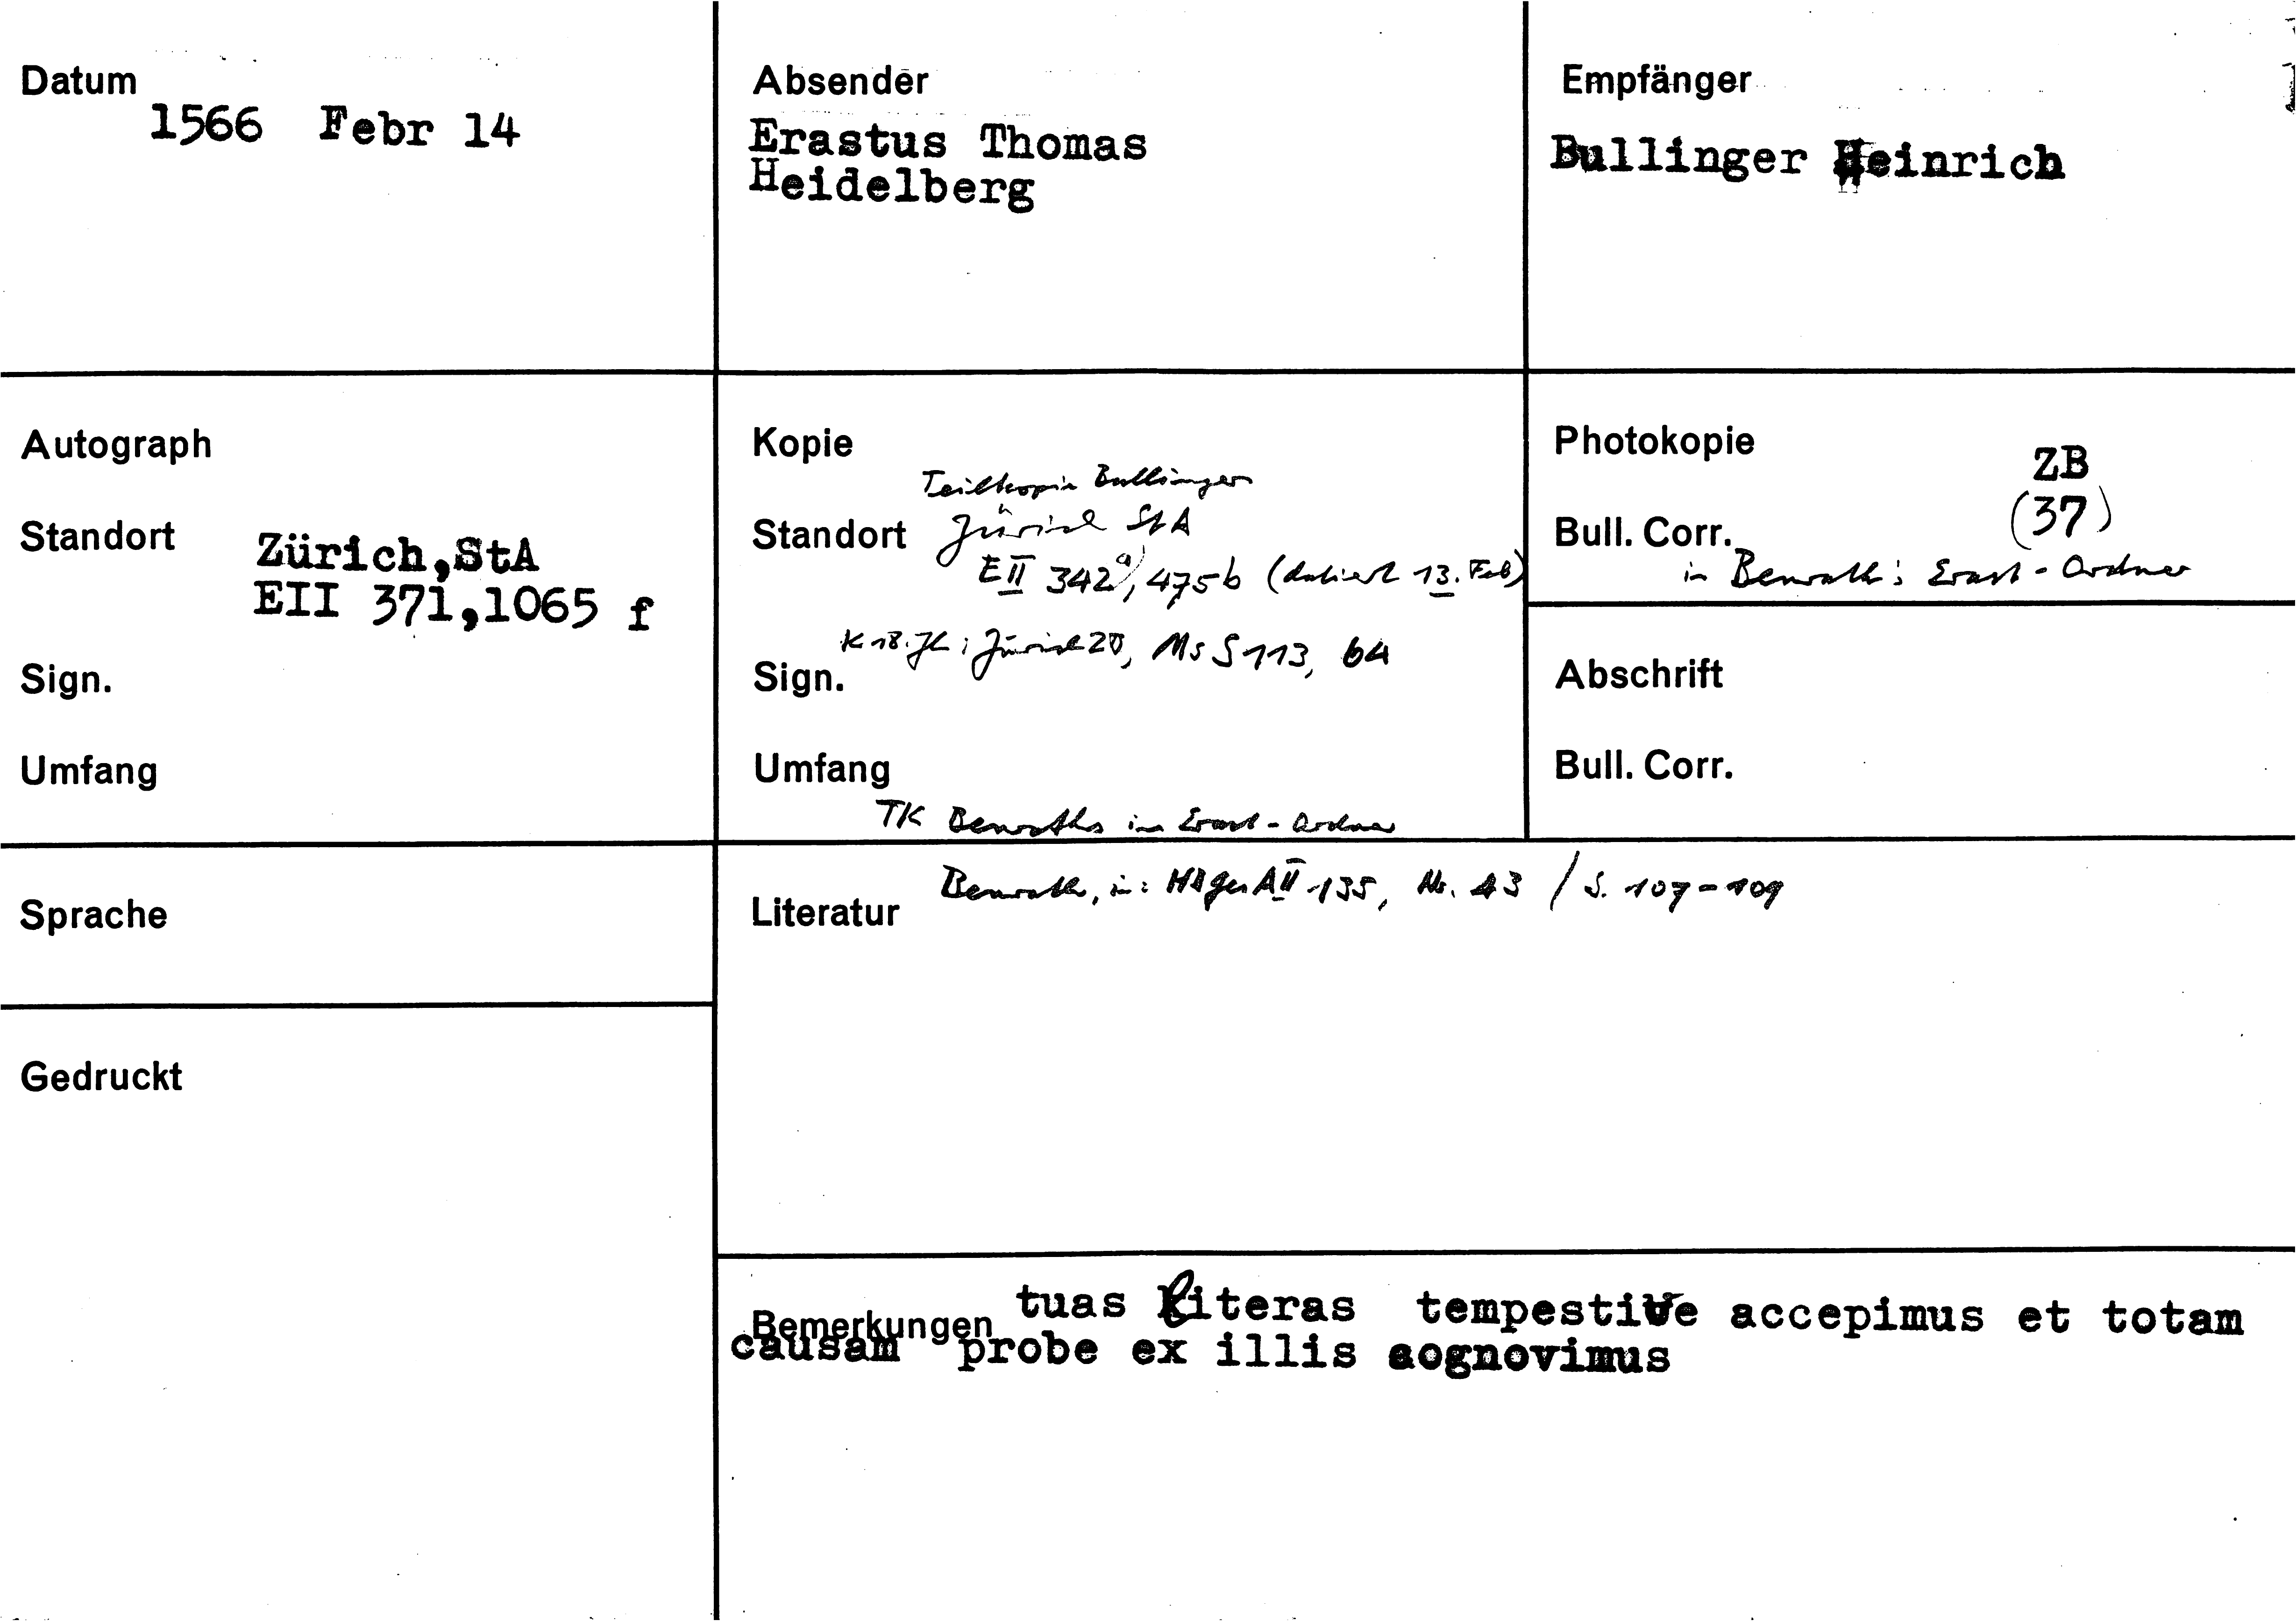 Datum
1566 Febr 14
Absender
Erastus Thomas
Heidelberg
Empfänger
Bullinger Heinrich
Autograph
Standort
Zürich,StA
EII 371,1065 f
Sign.
Umfang
Kopie
Teilkopie Bullinger
Standort Zürich StA
EII 342a, 475b (datiert 13. Feb)
K 18. Jh: Zürich ZB, Ms S 113, 64
Sign.
Umfang
TK Benraths im Erast-Ordner
Photokopie
ZB
(37)
Bull. Corr.
in Benrath's Erast-Ordner
Abschrift
Bull. Corr.
Sprache
Literatur
Benrath, in: HBger AII 135, Nr. 43 / S. 107-109
Gedruckt
Bemerkungen
tuas literas tempestive accepimus et totam
causam probe ex illis cognovimus